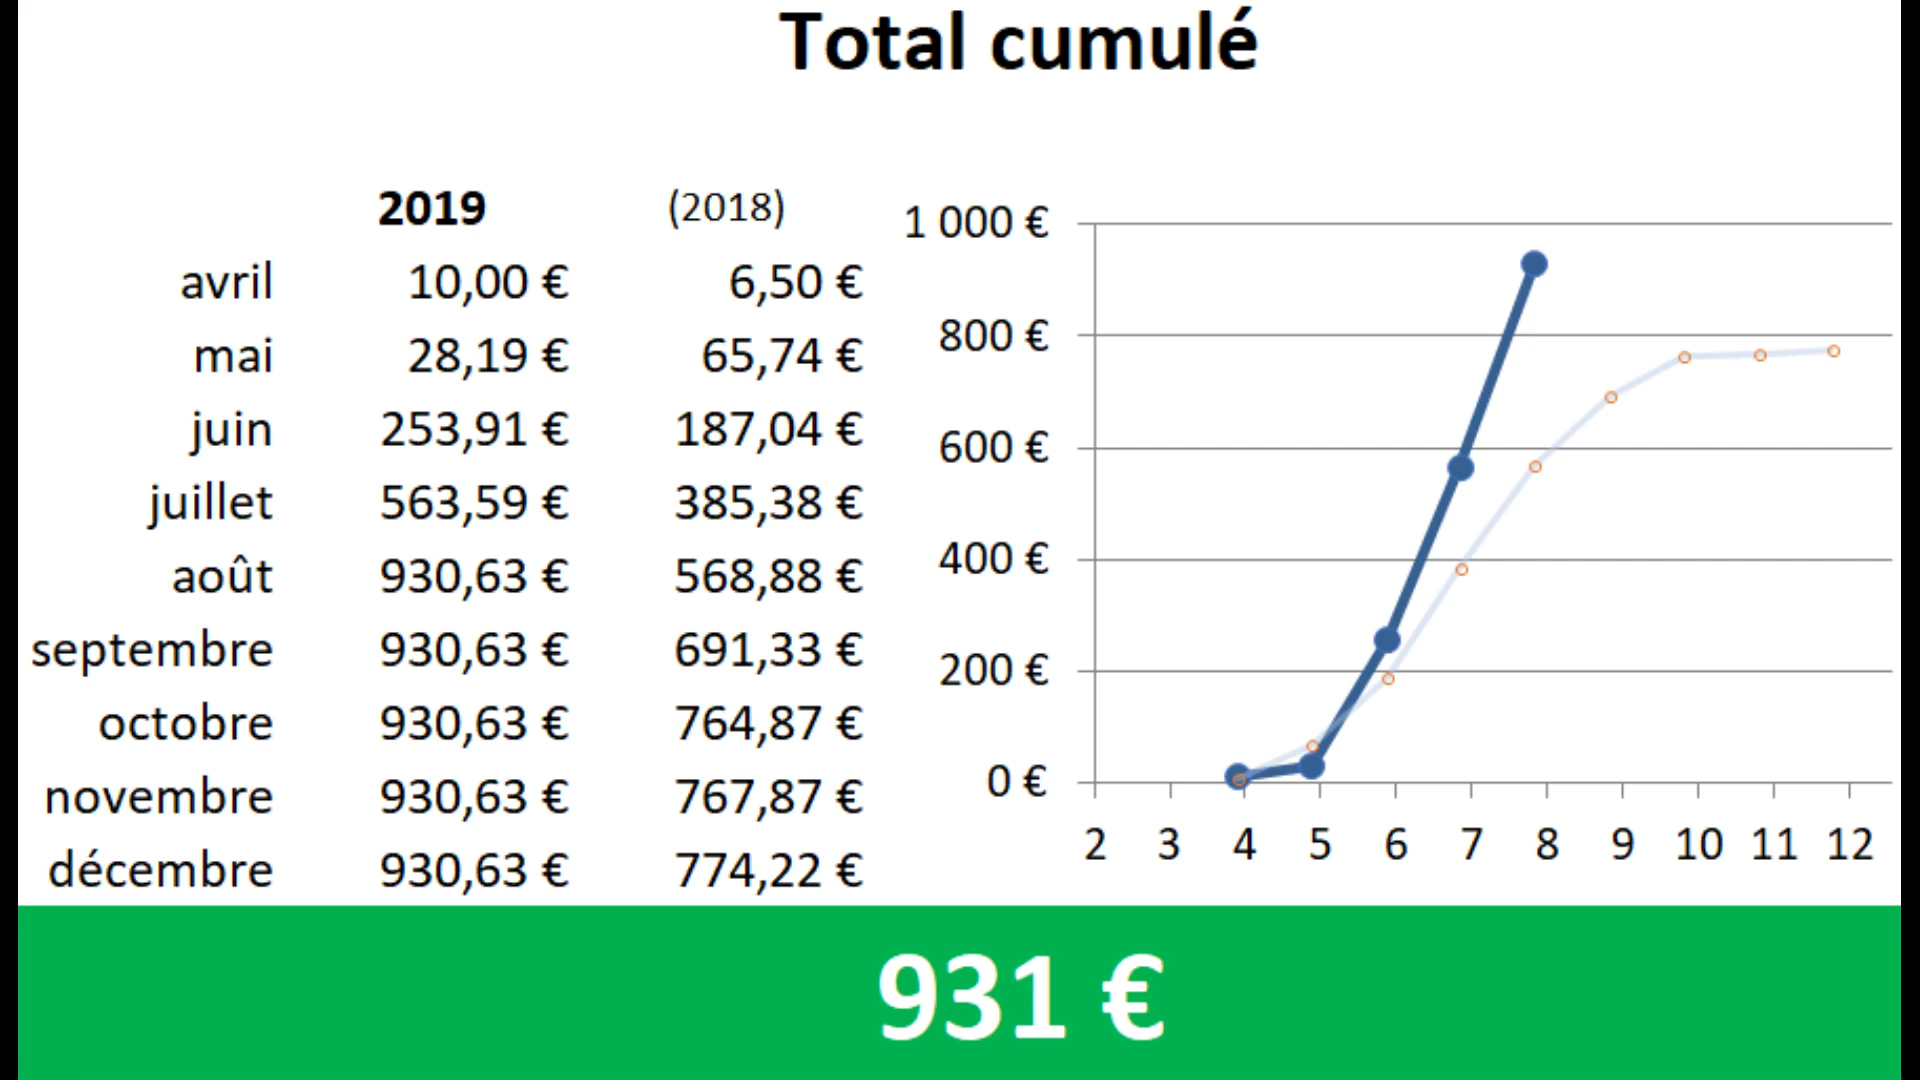 Total cumulé
2019 (2018)
avril 10,00 € 6,50 €
mai 28,19 € 65,74 €
juin 253,91 € 187,04 €
juillet 563,59 € 385,38 €
août 930,63 € 568,88 €
septembre 930,63 € 691,33 €
octobre 930,63 € 764,87 €
novembre 930,63 € 767,87 €
décembre 930,63 € 774,22 €
1 000 €
800 €
600 €
400 €
200 €
0 €
2 3 4 5 6 7 8 9 10 11 12
931 €